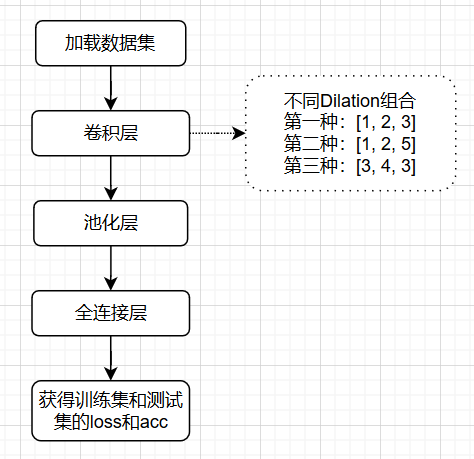 加载数据集
卷积层
不同Dilation组合
第一种：[1, 2, 3]
第二种：[1, 2, 5]
第三种：[3, 4, 3]
池化层
全连接层
获得训练集和测试
集的loss和acc